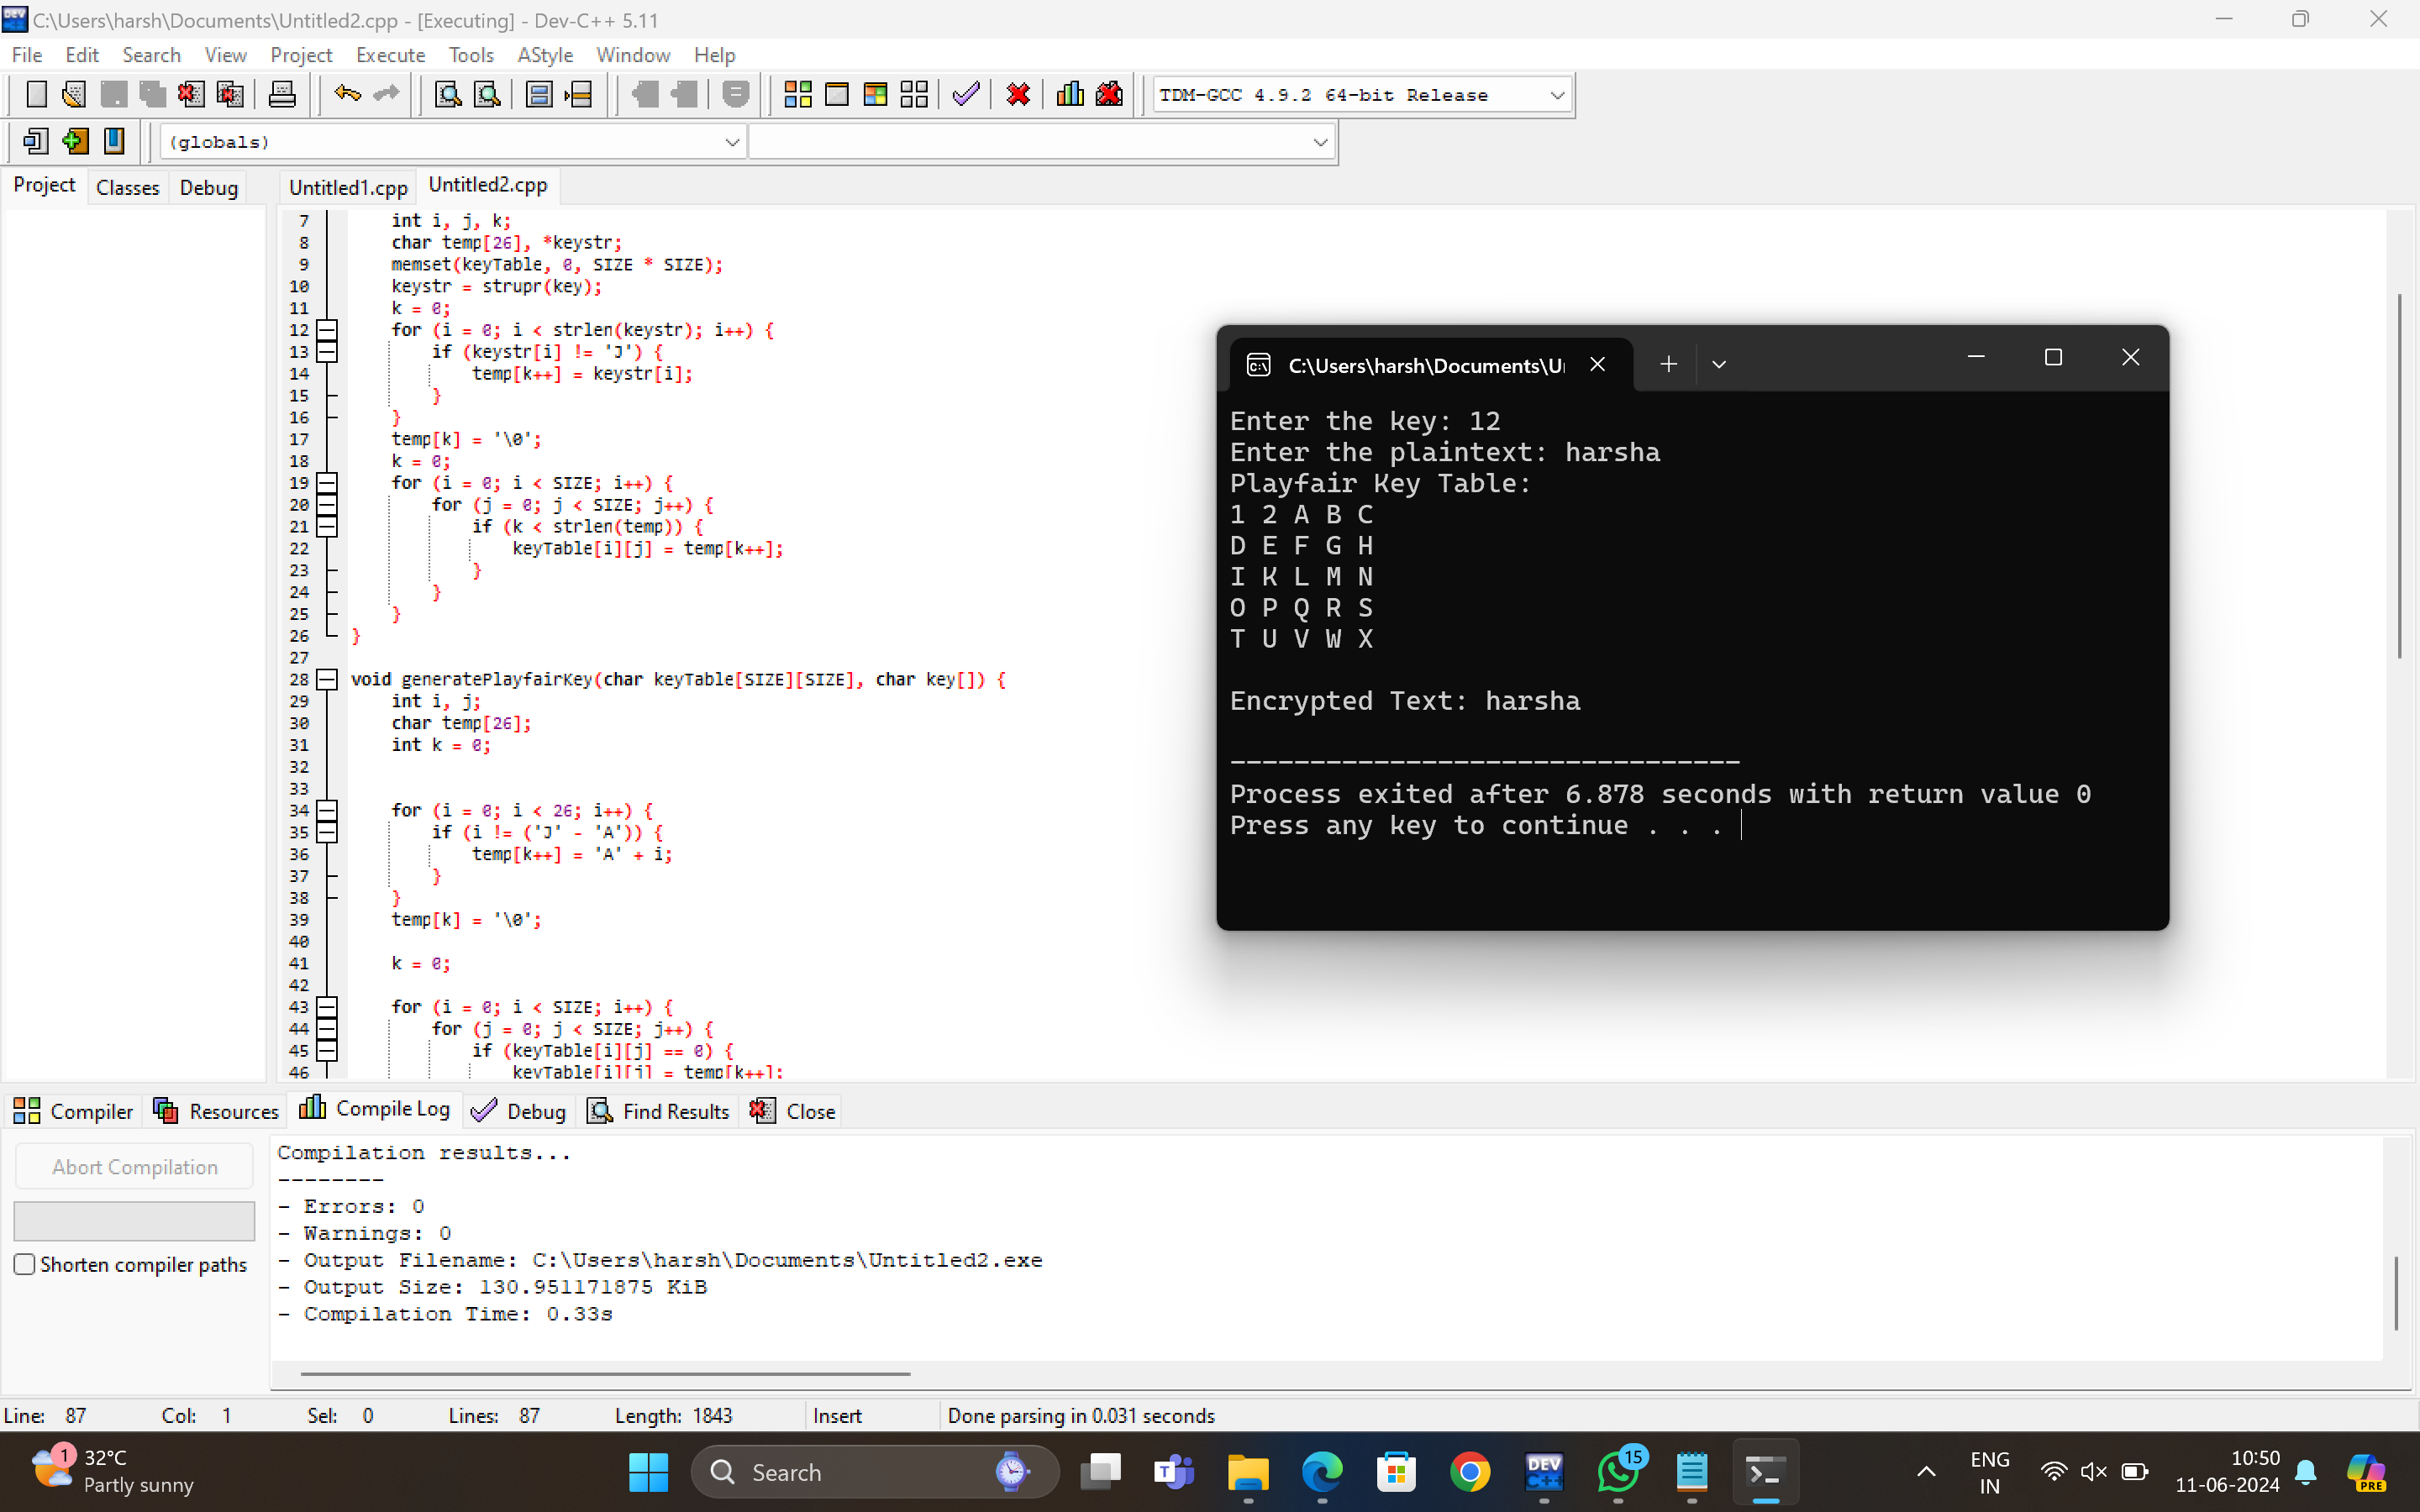 C:\Users\harsh\Documents\Untitled2.cpp - [Executing] - Dev-C++ 5.11
File Edit Search View Project Execute Tools AStyle Window Help
TDM-GCC 4.9.2 64-bit Release
(globals)
Project Classes Debug
Untitled1.cpp Untitled2.cpp
7 int i, j, k;
8 char temp[26], *keystr;
9 memset(keyTable, 0, SIZE * SIZE);
10 keystr = strupr(key);
11 k = 0;
12 for (i = 0; i < strlen(keystr); i++) {
13 if (keystr[i] != 'J') {
14 temp[k++] = keystr[i];
15 }
16 }
17 temp[k] = '\0';
18 k = 0;
19 for (i = 0; i < SIZE; i++) {
20 for (j = 0; j < SIZE; j++) {
21 if (k < strlen(temp)) {
22 keyTable[i][j] = temp[k++];
23 }
24 }
25 }
26 }
27
28 void generatePlayfairKey(char keyTable[SIZE][SIZE], char key[]) {
29 int i, j;
30 char temp[26];
31 int k = 0;
32
33
34 for (i = 0; i < 26; i++) {
35 if (i != ('J' - 'A')) {
36 temp[k++] = 'A' + i;
37 }
38 }
39 temp[k] = '\0';
40
41 k = 0;
42
43 for (i = 0; i < SIZE; i++) {
44 for (j = 0; j < SIZE; j++) {
45 if (keyTable[i][j] == 0) {
46 keyTable[i][j] = temp[k++];
C:\Users\harsh\Documents\U
Enter the key: 12
Enter the plaintext: harsha
Playfair Key Table:
1 2 A B C
D E F G H
I K L M N
O P Q R S
T U V W X
Encrypted Text: harsha
--------------------------------
Process exited after 6.878 seconds with return value 0
Press any key to continue . . .
Compiler Resources Compile Log Debug Find Results Close
Abort Compilation
Shorten compiler paths
Compilation results...
--------
- Errors: 0
- Warnings: 0
- Output Filename: C:\Users\harsh\Documents\Untitled2.exe
- Output Size: 130.951171875 KiB
- Compilation Time: 0.33s
Line: 87 Col: 1 Sel: 0 Lines: 87 Length: 1843 Insert Done parsing in 0.031 seconds
1 32°C
Partly sunny
Search
T
DEV C++
15
ENG
IN
10:50
11-06-2024
PRE